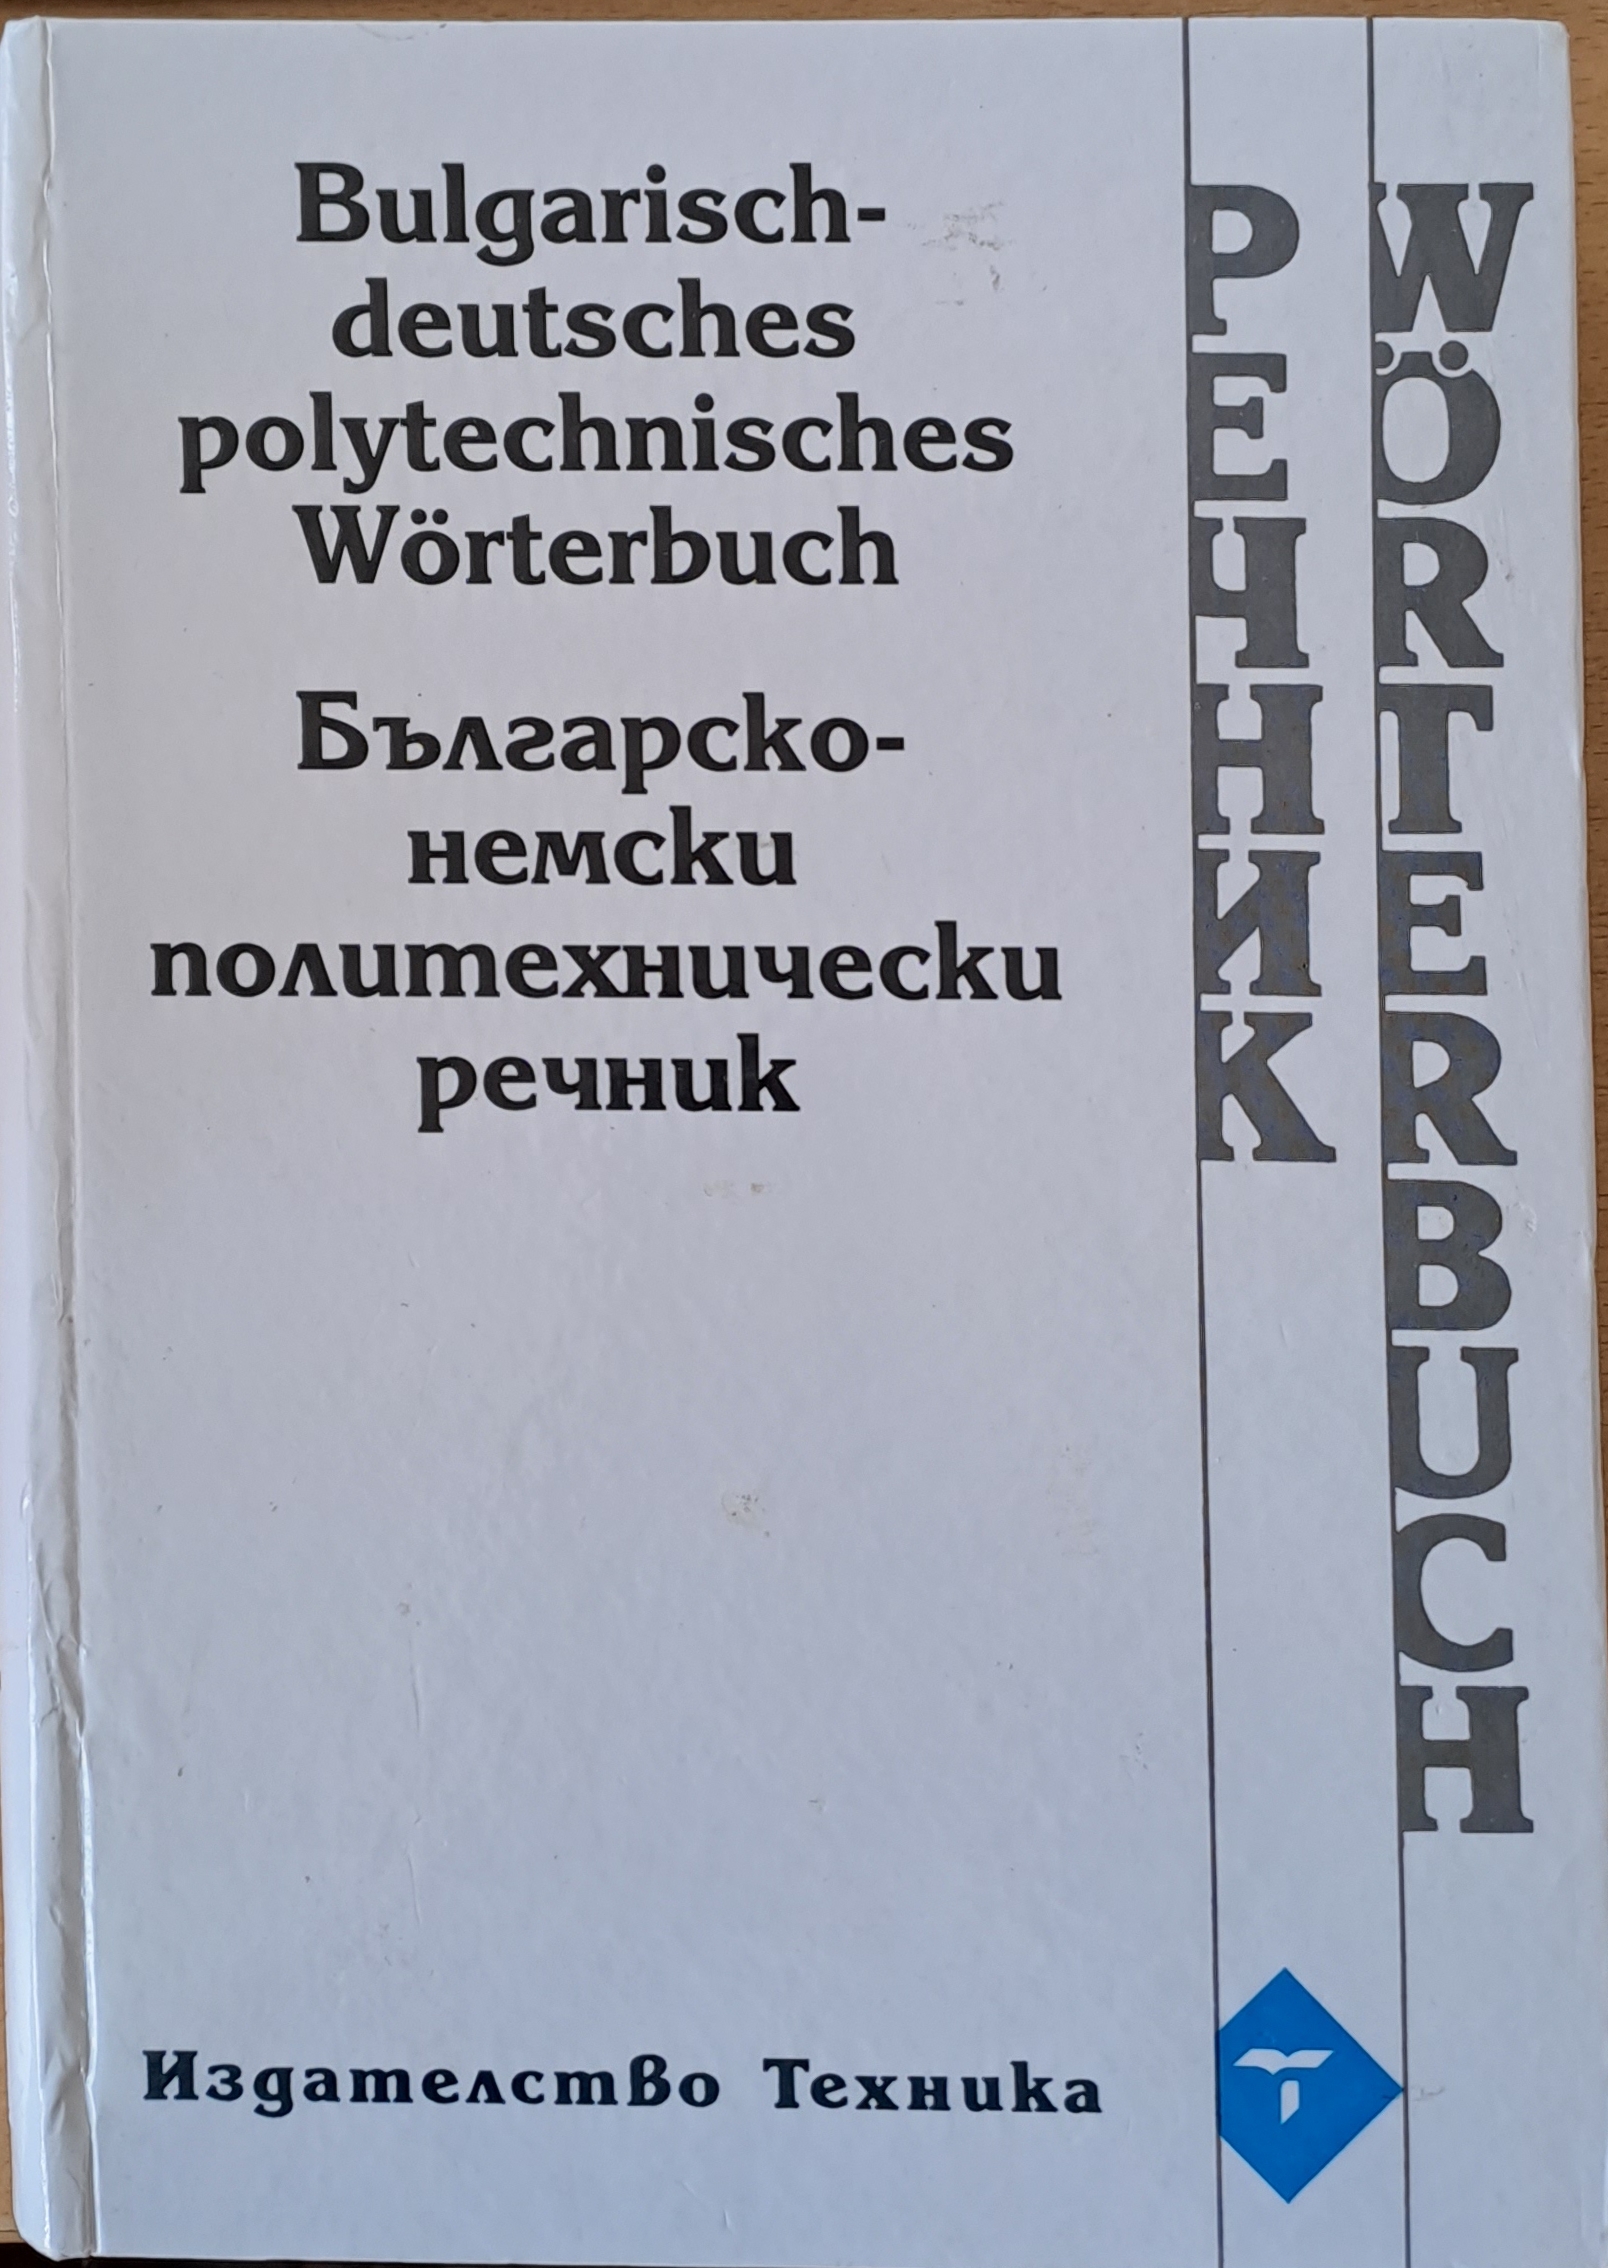 Bulgarisch-
deutsches
polytechnisches
Wörterbuch
Българско-
немски
политехнически
речник
РЕЧНИК
WÖRTERBUCH
Издателство Техника